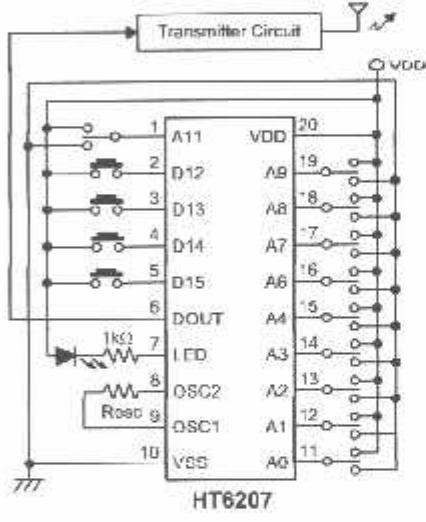 Transmitter Circuit
VDD
1 A11 VDD 20
2 D12 A9 19
3 D13 A8 18
4 D14 A7 17
5 D15 A6 16
6 DOUT A4 15
1kΩ 7 LED A3 14
8 OSC2 A2 13
Rosc
9 OSC1 A1 12
10 VSS A0 11
HT6207